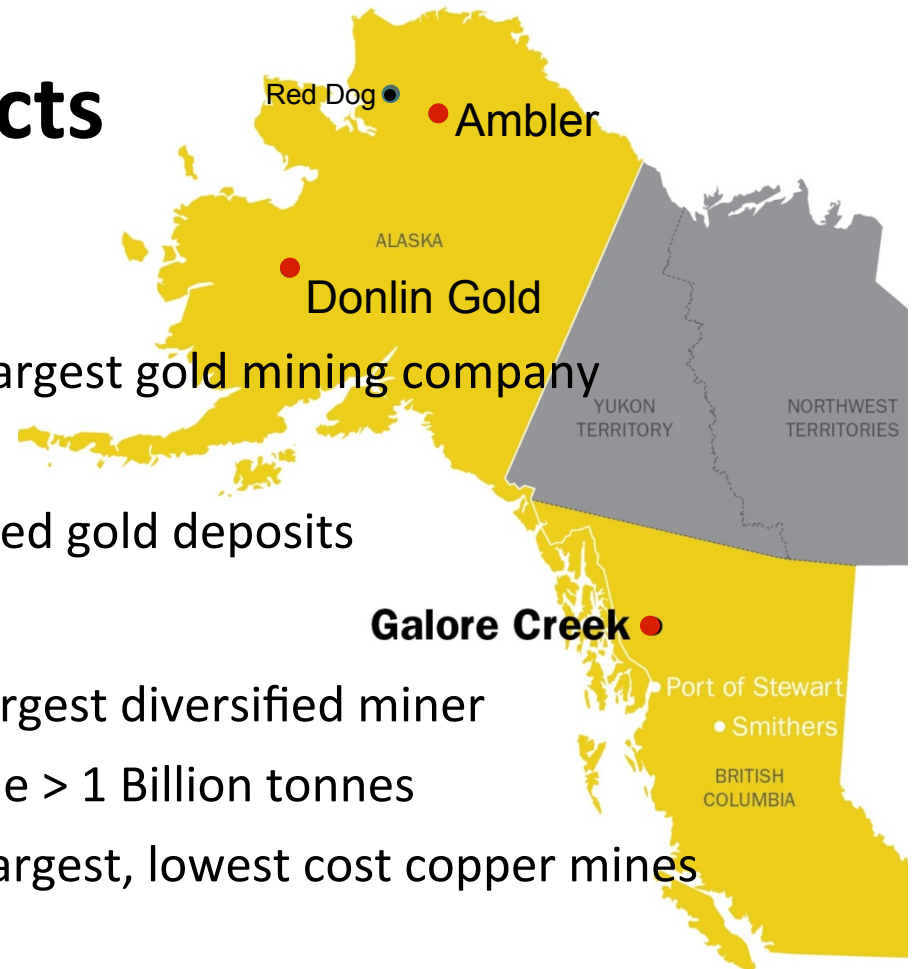 cts
Red Dog
Ambler
ALASKA
Donlin Gold
argest gold mining company
YUKON
TERRITORY
NORTHWEST
TERRITORIES
ed gold deposits
Galore Creek
Port of Stewart
rgest diversified miner
Smithers
e > 1 Billion tonnes
BRITISH
COLUMBIA
argest, lowest cost copper mines